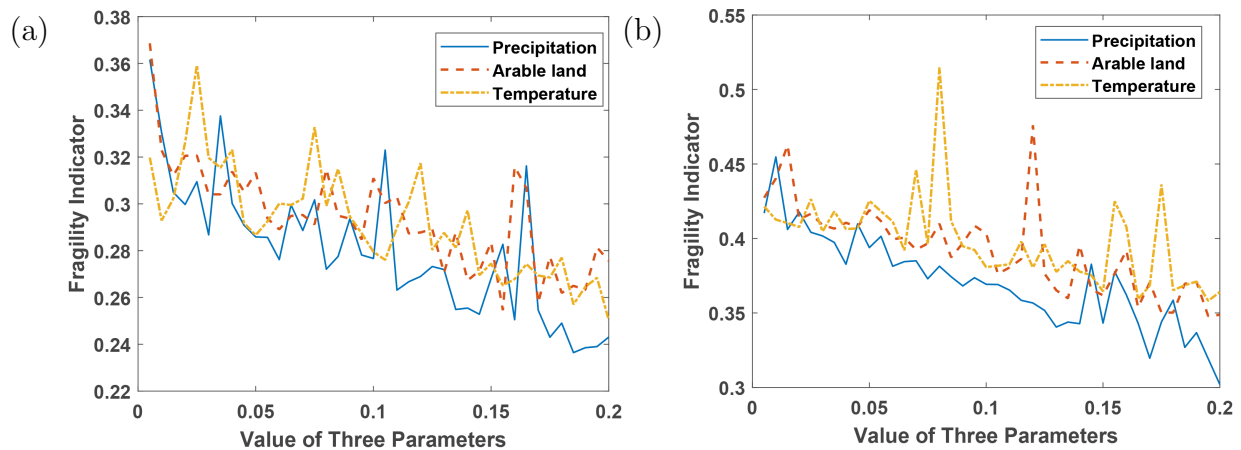 (a)
0.38
0.36
0.34
0.32
0.3
0.28
0.26
0.24
0.22
Fragility Indicator
Precipitation
Arable land
Temperature
0
0.05
0.1
0.15
0.2
Value of Three Parameters
(b)
0.55
0.5
0.45
0.4
0.35
0.3
Fragility Indicator
Precipitation
Arable land
Temperature
0
0.05
0.1
0.15
0.2
Value of Three Parameters